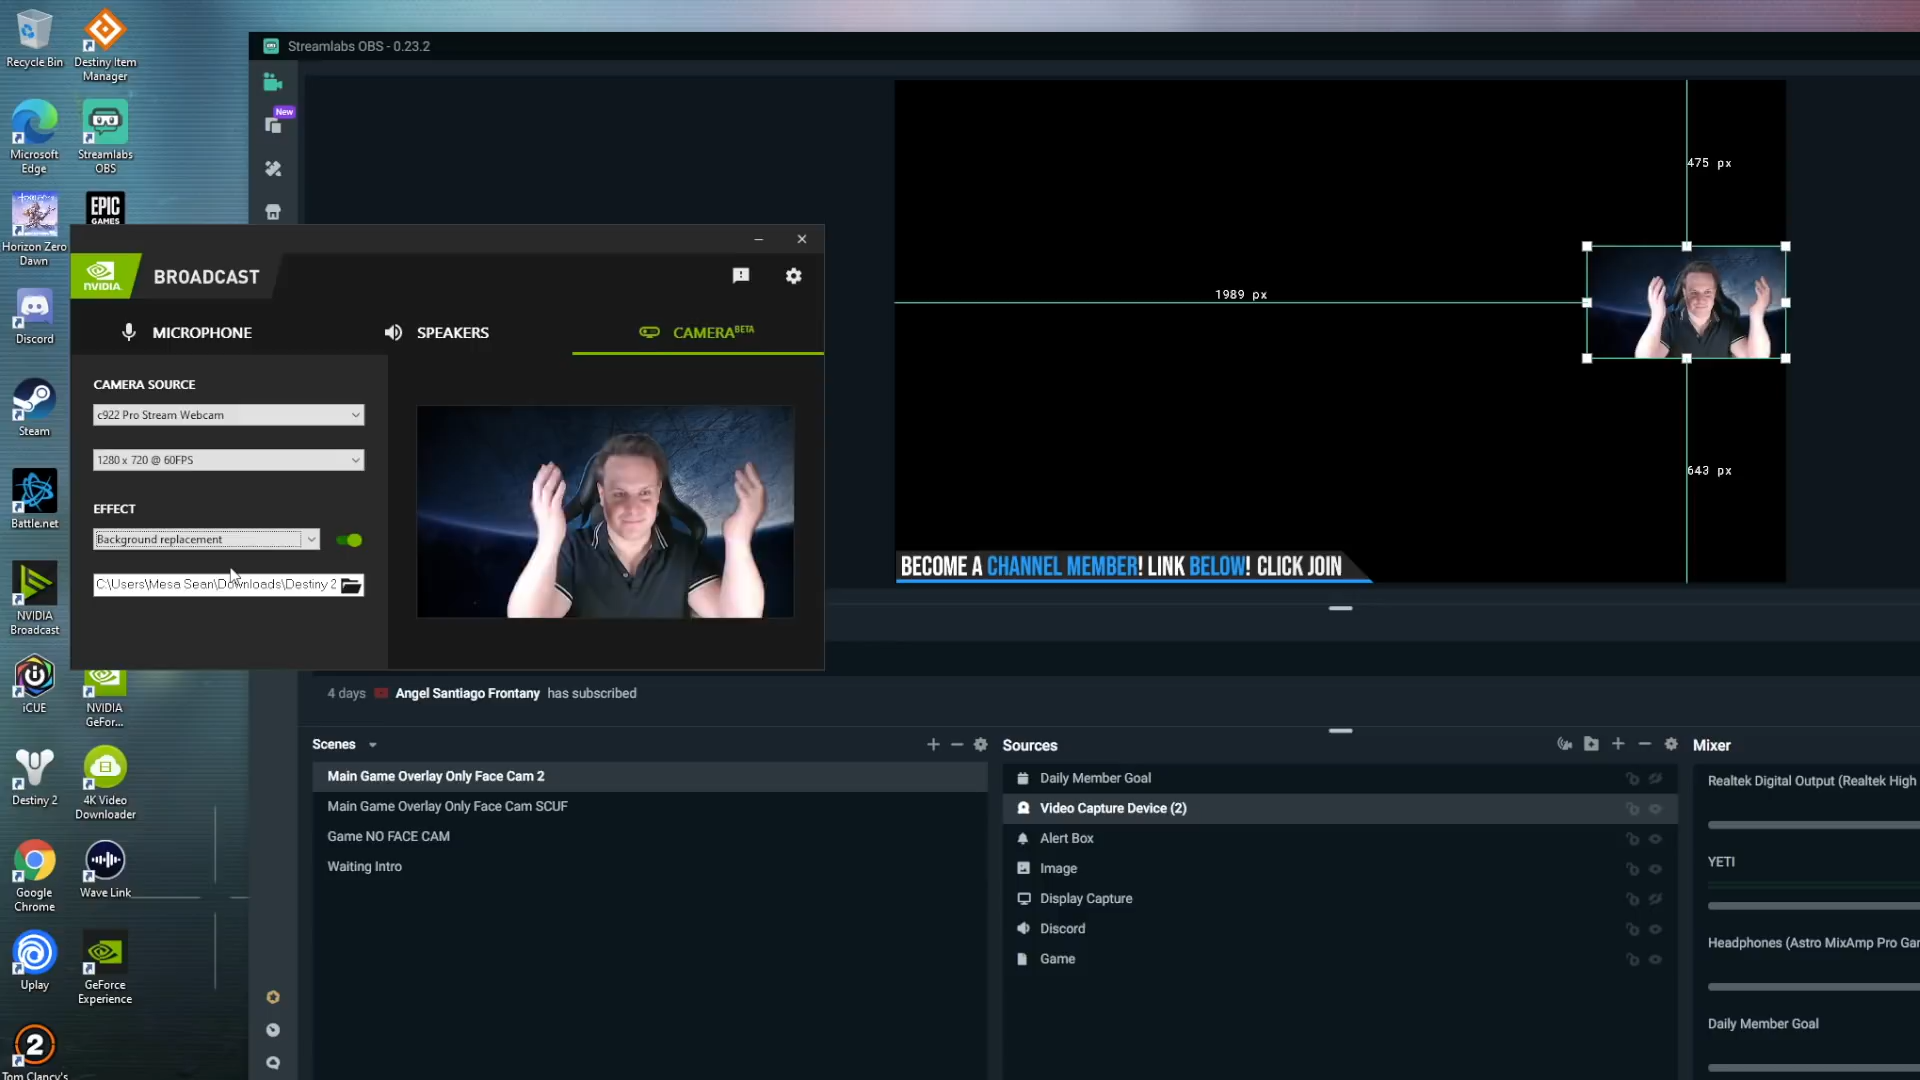 Recycle Bin
Destiny Item
Manager
Microsoft
Edge
Streamlabs
OBS
Horizon Zero
Dawn
EPIC
GAMES
Discord
Steam
Battle.net
NVIDIA
Broadcast
iCUE
NVIDIA
GeFor...
Destiny 2
4K Video
Downloader
Google
Chrome
Wave Link
Uplay
GeForce
Experience
2
Tom Clancy's
Streamlabs OBS - 0.23.2
New
NVIDIA.
BROADCAST
MICROPHONE
SPEAKERS
CAMERA BETA
CAMERA SOURCE
c922 Pro Stream Webcam
1280 x 720 @ 60FPS
EFFECT
Background replacement
C:\Users\Mesa Sean\Downloads\Destiny 2
475 px
1989 px
643 px
BECOME A CHANNEL MEMBER! LINK BELOW! CLICK JOIN
4 days Angel Santiago Frontany has subscribed
Scenes
Main Game Overlay Only Face Cam 2
Main Game Overlay Only Face Cam SCUF
Game NO FACE CAM
Waiting Intro
Sources
Daily Member Goal
Video Capture Device (2)
Alert Box
Image
Display Capture
Discord
Game
Mixer
Realtek Digital Output (Realtek High
YETI
Headphones (Astro MixAmp Pro Gar
Daily Member Goal